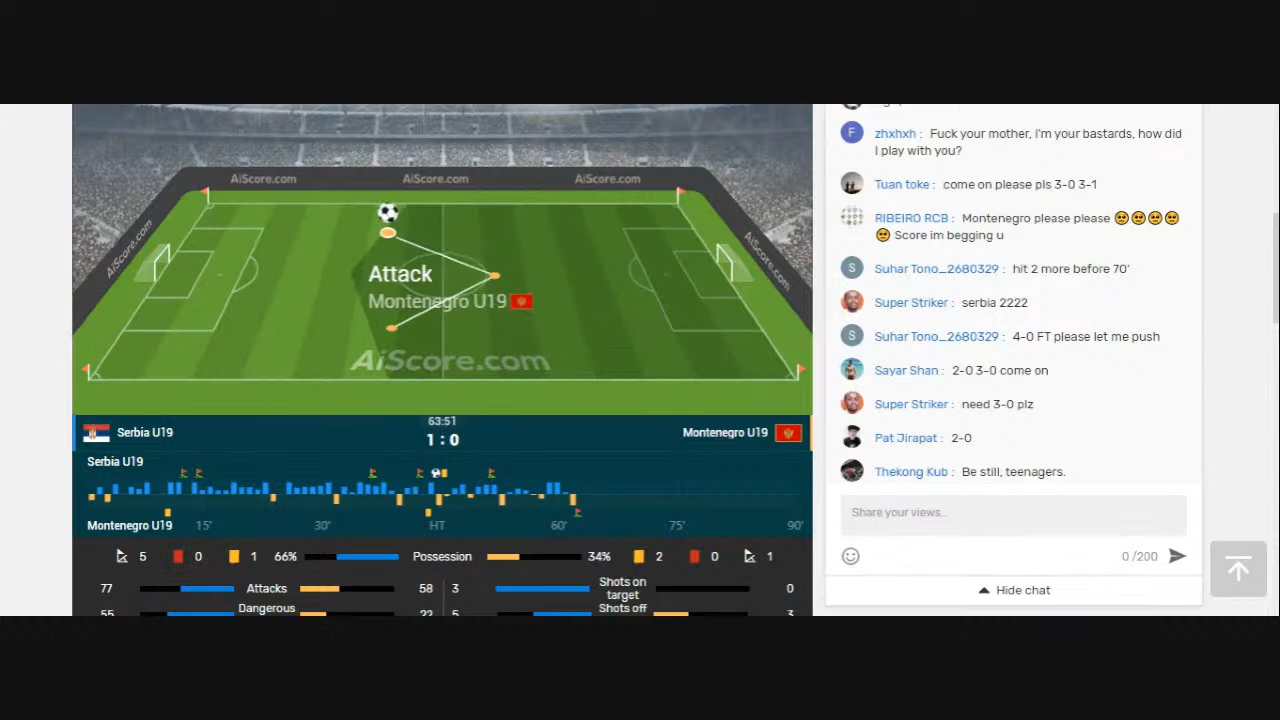 AiScore.com AiScore.com AiScore.com
AiScore.com
AiScore.com
Attack
Montenegro U19
AiScore.com
63:51
Serbia U19 1 : 0 Montenegro U19
Serbia U19
Montenegro U19 15' 30' HT 60' 75' 90'
5 0 1 66% Possession 34% 2 0 1
77 Attacks 58 3 Shots on 0
target
55 Dangerous 22 5 Shots off 3
zhxhxh : Fuck your mother, I'm your bastards, how did
I play with you?
Tuan toke : come on please pls 3-0 3-1
RIBEIRO RCB : Montenegro please please 🥺🥺🥺🥺
🥺 Score im begging u
S Suhar Tono_2680329 : hit 2 more before 70'
Super Striker : serbia 2222
S Suhar Tono_2680329 : 4-0 FT please let me push
Sayar Shan : 2-0 3-0 come on
Super Striker : need 3-0 plz
Pat Jirapat : 2-0
Thekong Kub : Be still, teenagers.
Share your views...
0 /200
Hide chat